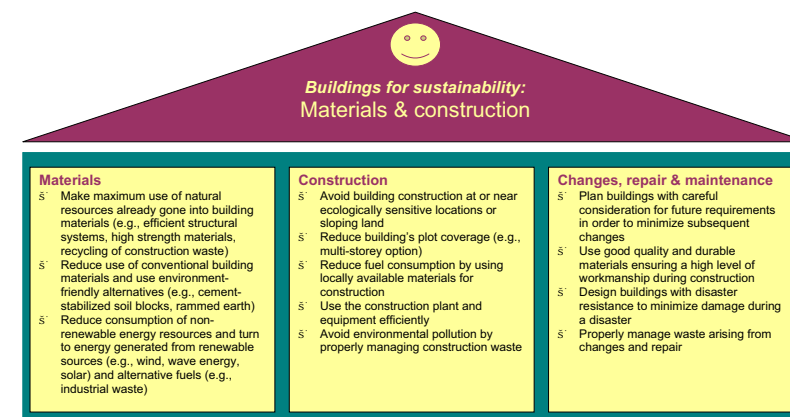 Buildings for sustainability:
Materials & construction
Materials
š˙ Make maximum use of natural
resources already gone into building
materials (e.g., efficient structural
systems, high strength materials,
recycling of construction waste)
š˙ Reduce use of conventional building
materials and use environment-
friendly alternatives (e.g., cement-
stabilized soil blocks, rammed earth)
š˙ Reduce consumption of non-
renewable energy resources and turn
to energy generated from renewable
sources (e.g., wind, wave energy,
solar) and alternative fuels (e.g.,
industrial waste)
Construction
š˙ Avoid building construction at or near
ecologically sensitive locations or
sloping land
š˙ Reduce building's plot coverage (e.g.,
multi-storey option)
š˙ Reduce fuel consumption by using
locally available materials for
construction
š˙ Use the construction plant and
equipment efficiently
š˙ Avoid environmental pollution by
properly managing construction waste
Changes, repair & maintenance
š˙ Plan buildings with careful
consideration for future requirements
in order to minimize subsequent
changes
š˙ Use good quality and durable
materials ensuring a high level of
workmanship during construction
š˙ Design buildings with disaster
resistance to minimize damage during
a disaster
š˙ Properly manage waste arising from
changes and repair